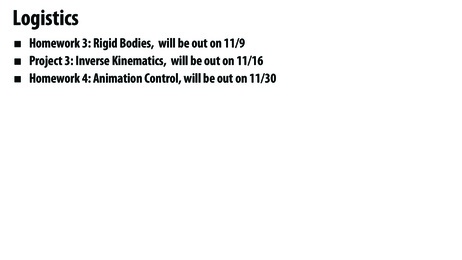 Logistics
■ Homework 3: Rigid Bodies, will be out on 11/9
■ Project 3: Inverse Kinematics, will be out on 11/16
■ Homework 4: Animation Control, will be out on 11/30